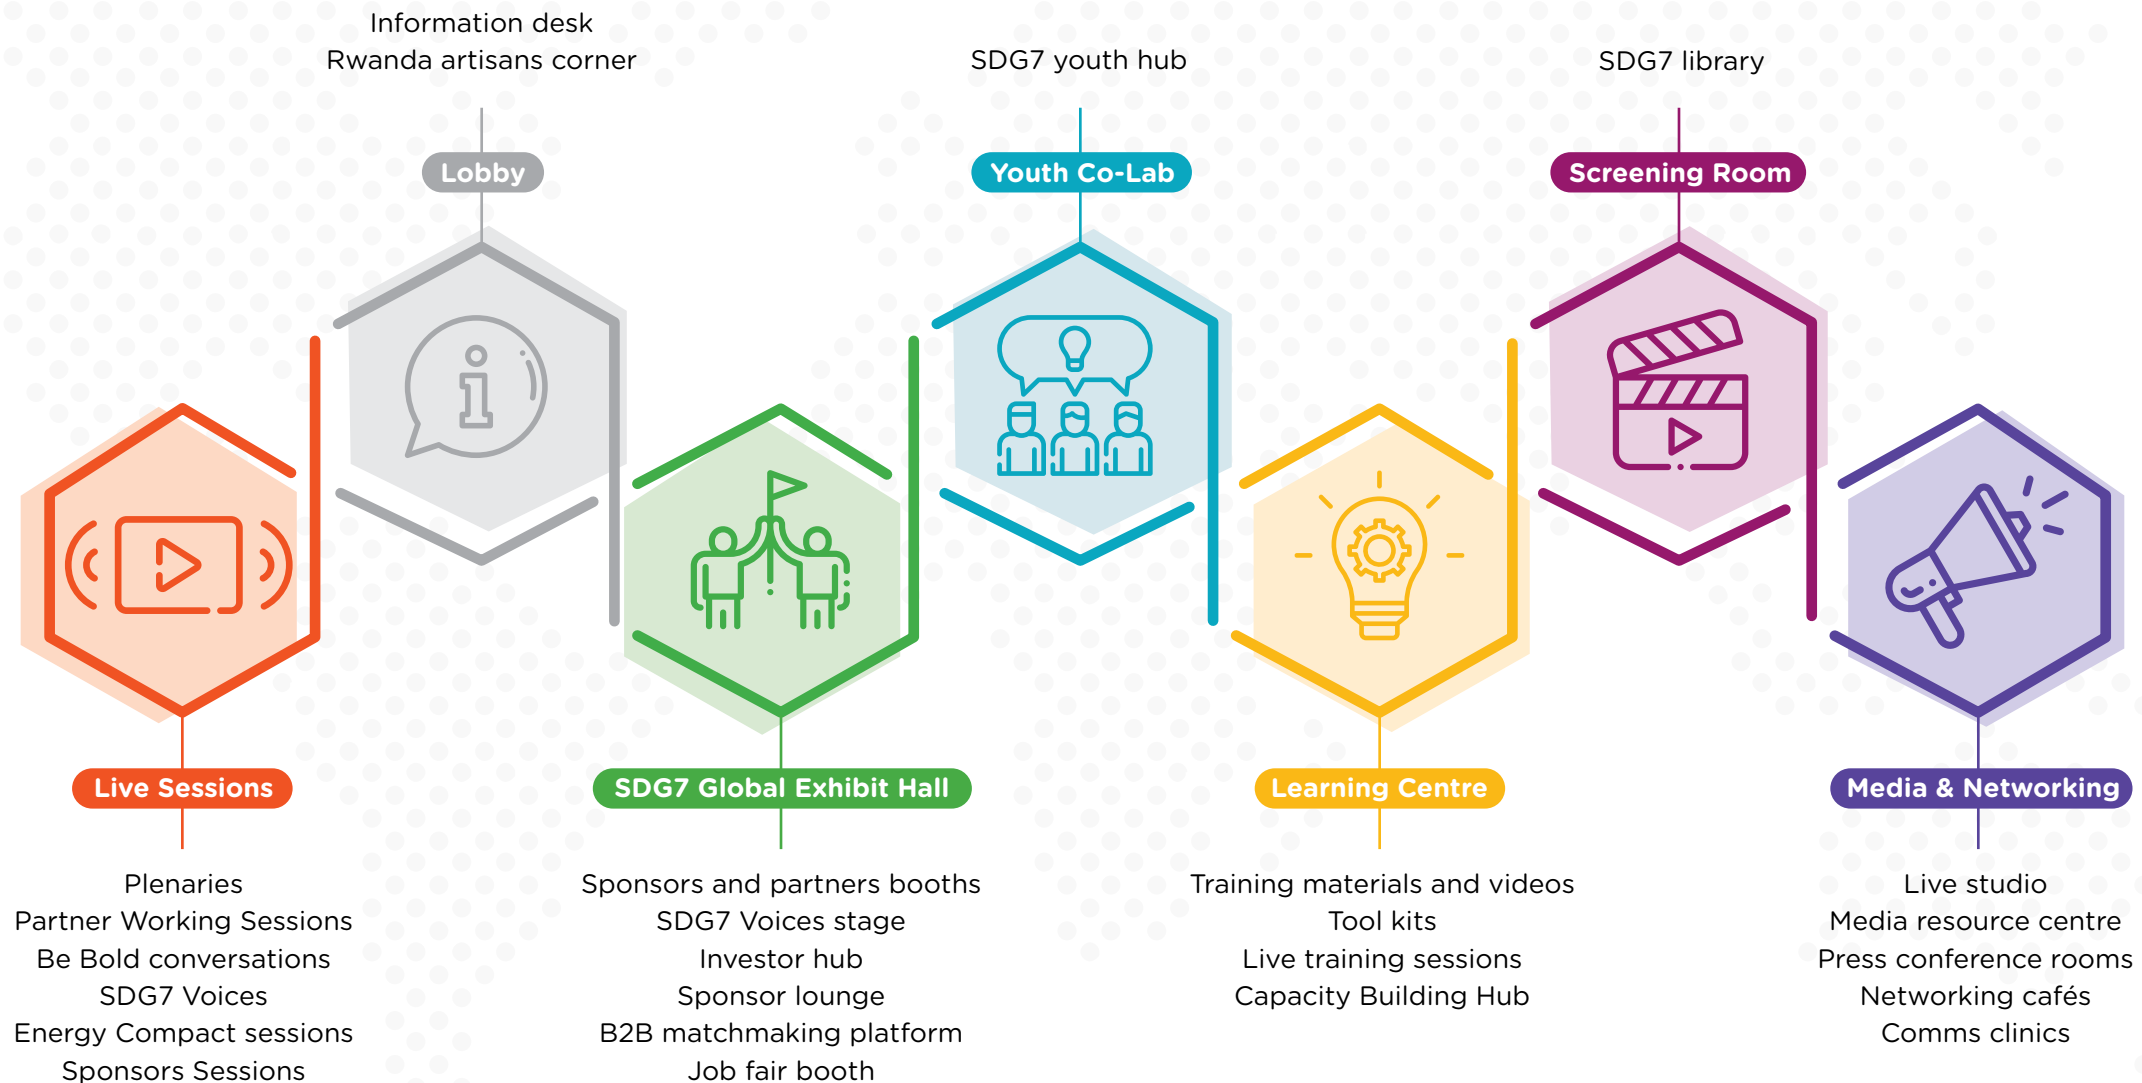 Information desk
Rwanda artisans corner
Lobby
SDG7 youth hub
Youth Co-Lab
SDG7 library
Screening Room
Live Sessions
Plenaries
Partner Working Sessions
Be Bold conversations
SDG7 Voices
Energy Compact sessions
Sponsors Sessions
SDG7 Global Exhibit Hall
Sponsors and partners booths
SDG7 Voices stage
Investor hub
Sponsor lounge
B2B matchmaking platform
Job fair booth
Learning Centre
Training materials and videos
Tool kits
Live training sessions
Capacity Building Hub
Media & Networking
Live studio
Media resource centre
Press conference rooms
Networking cafés
Comms clinics